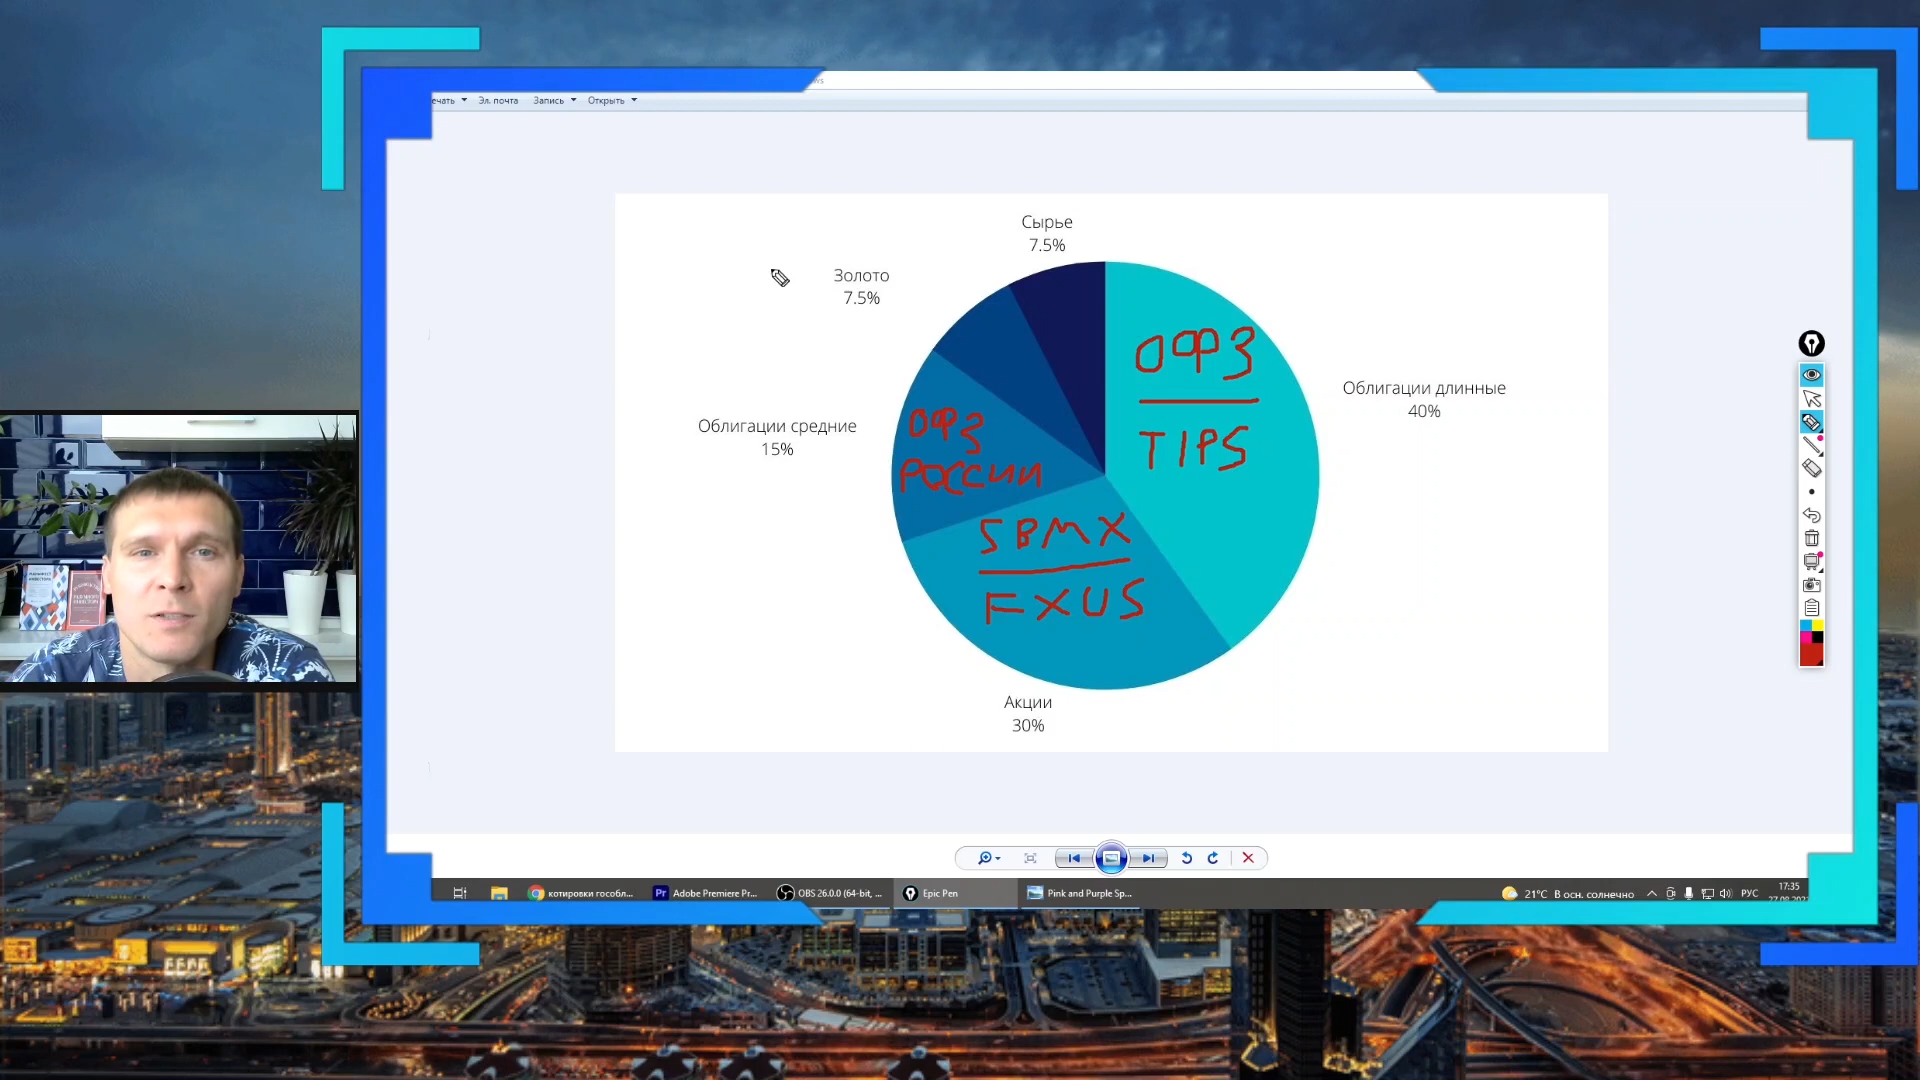 ечать
Эл. почта
Запись
Открыть
Сырье
7.5%
Золото
7.5%
Облигации длинные
40%
Облигации средние
15%
Акции
30%
ОФЗ
TIPS
ОФЗ
РОССИИ
SBMX
FXUS
котировки гособл...
Pr Adobe Premiere Pr...
OBS 26.0.0 (64-bit, ...
Epic Pen
Pink and Purple Sp...
21°C В осн. солнечно
РУС
17:35